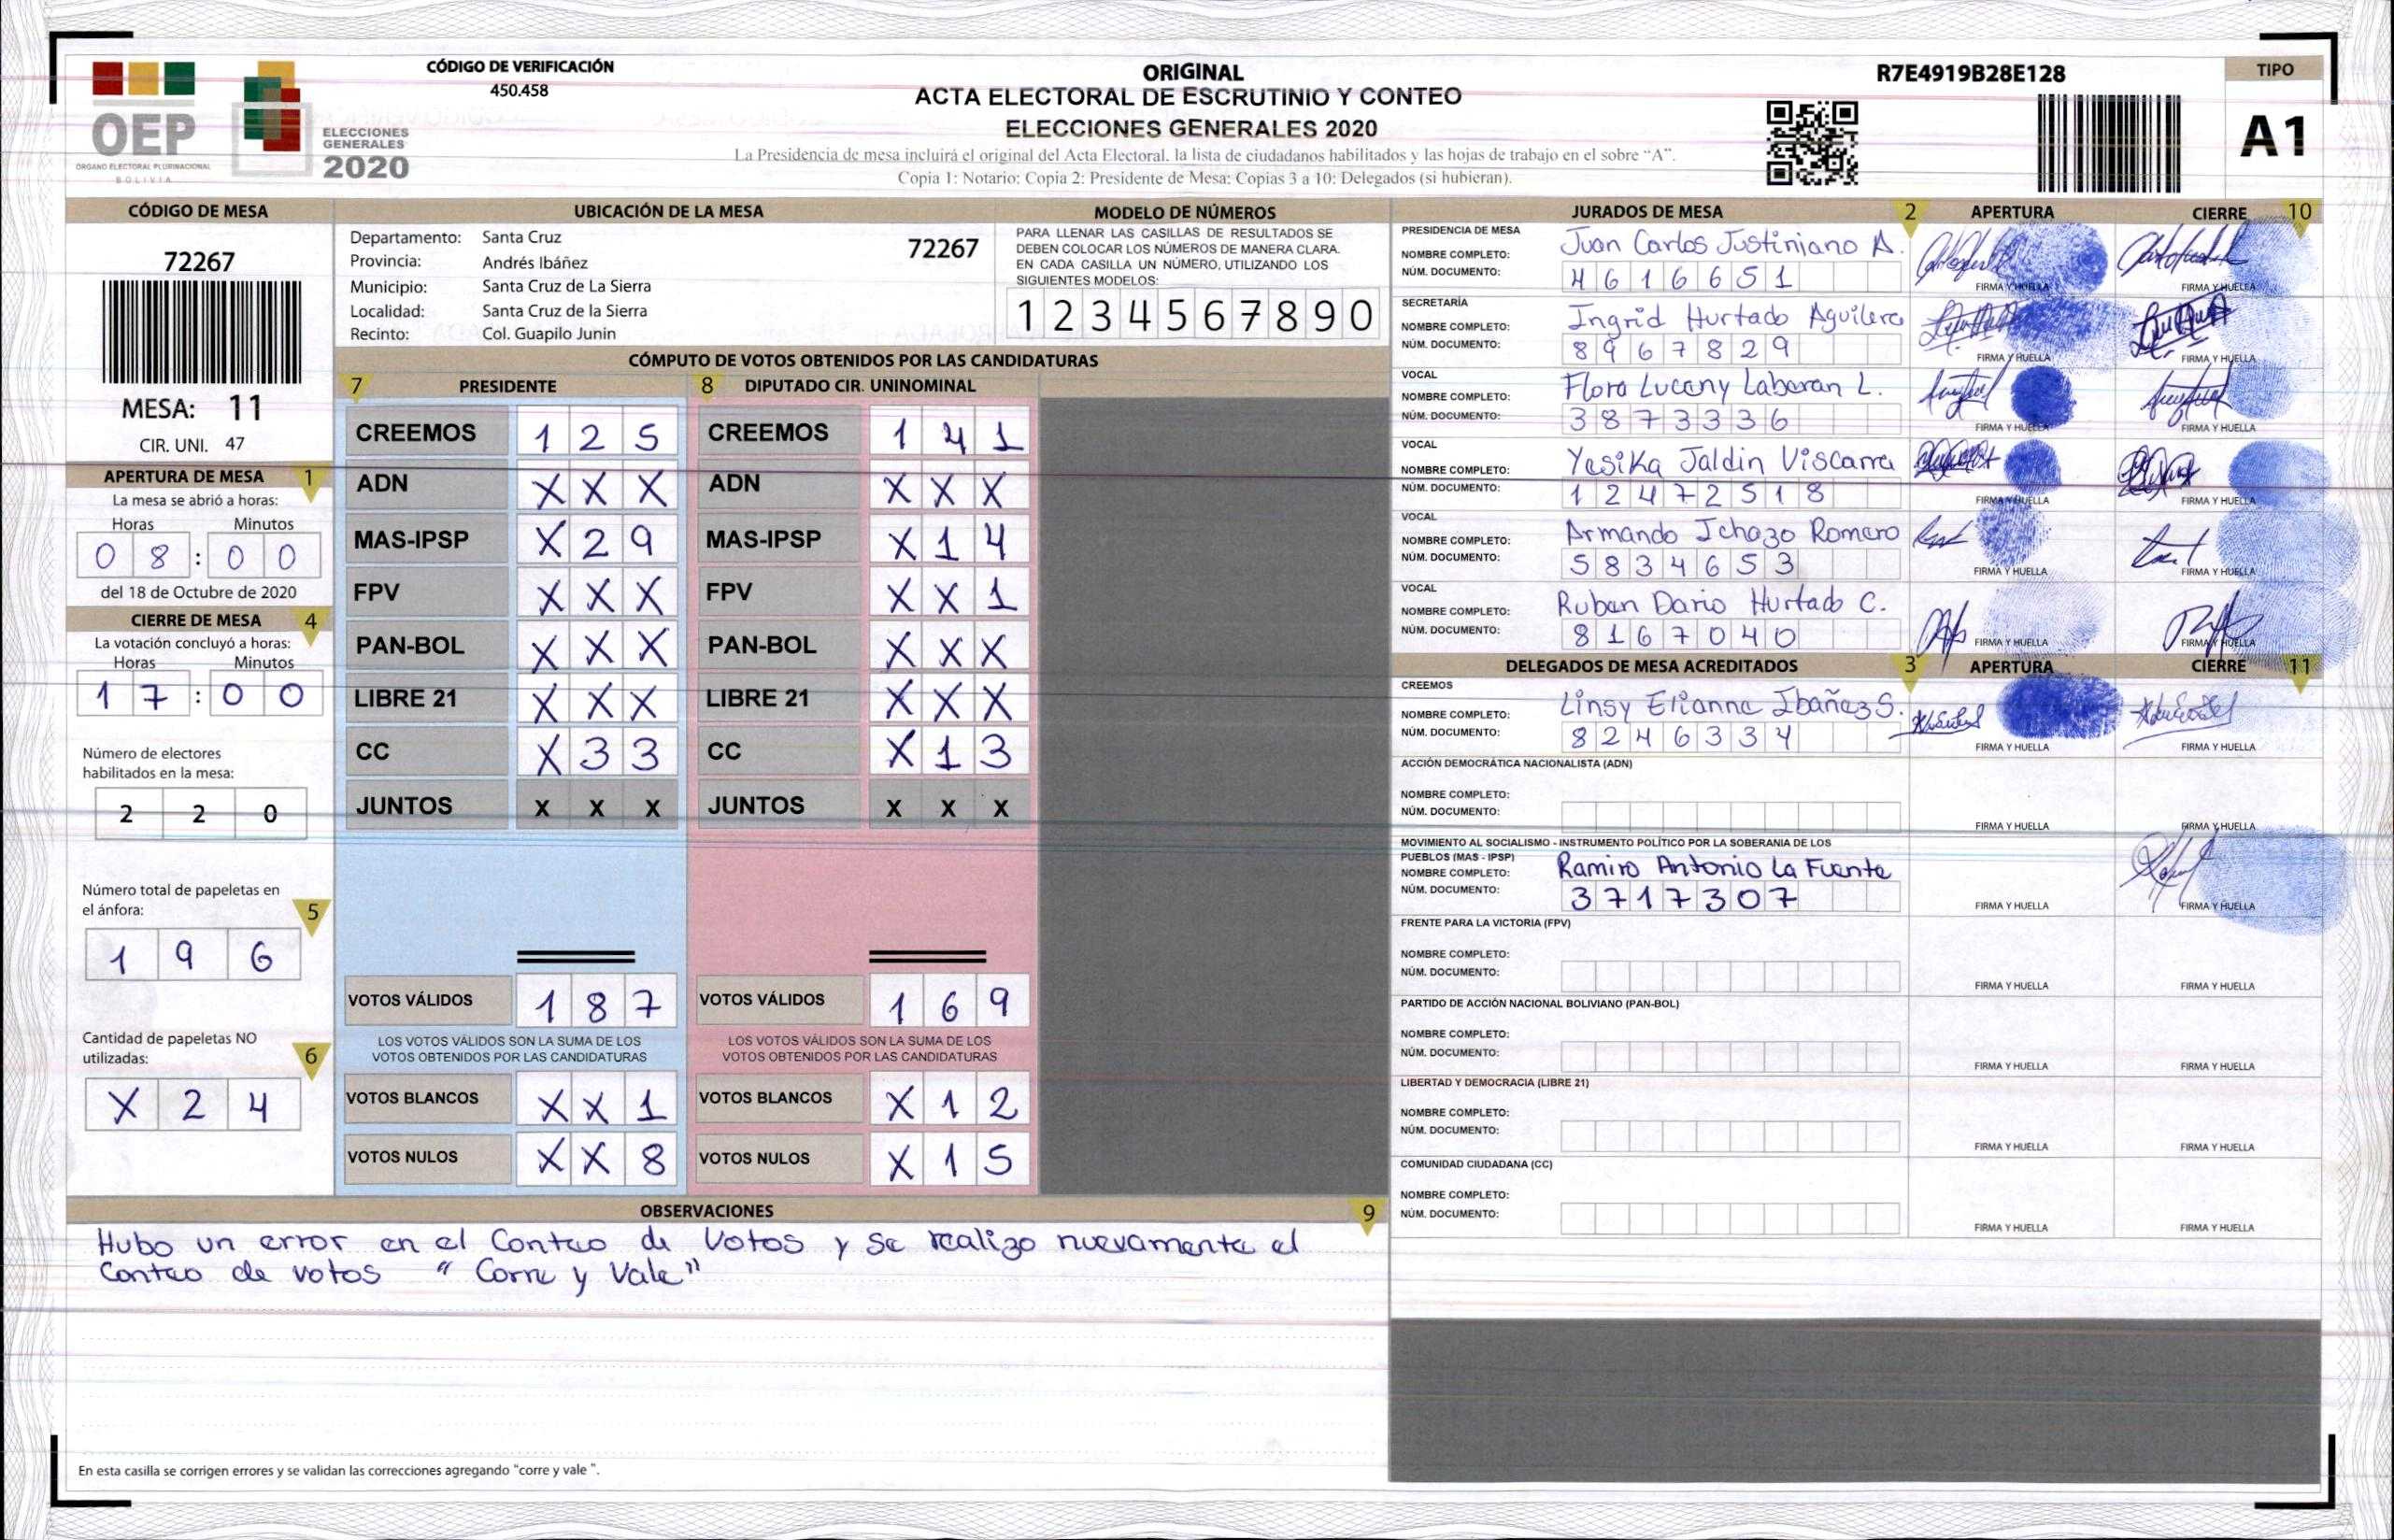 CÓDIGO DE VERIFICACIÓN
450.458
OEP
ÓRGANO ELECTORAL PLURINACIONAL
BOLIVIA
ELECCIONES
GENERALES
2020
ORIGINAL
ACTA ELECTORAL DE ESCRUTINIO Y CONTEO
ELECCIONES GENERALES 2020
La Presidencia de mesa incluirá el original del Acta Electoral, la lista de ciudadanos habilitados y las hojas de trabajo en el sobre “A”.
Copia 1: Notario; Copia 2: Presidente de Mesa; Copias 3 a 10: Delegados (si hubieran).
R7E4919B28E128
TIPO
A1
CÓDIGO DE MESA
72267
MESA: 11
CIR. UNI. 47
APERTURA DE MESA 1
La mesa se abrió a horas:
Horas Minutos
0 8 : 0 0
del 18 de Octubre de 2020
CIERRE DE MESA 4
La votación concluyó a horas:
Horas Minutos
1 7 : 0 0
Número de electores
habilitados en la mesa:
2 2 0
Número total de papeletas en
el ánfora: 5
1 9 6
Cantidad de papeletas NO
utilizadas: 6
X 2 4
UBICACIÓN DE LA MESA
Departamento: Santa Cruz
72267
Provincia: Andrés Ibáñez
Municipio: Santa Cruz de La Sierra
Localidad: Santa Cruz de la Sierra
Recinto: Col. Guapilo Junin
MODELO DE NÚMEROS
PARA LLENAR LAS CASILLAS DE RESULTADOS SE
DEBEN COLOCAR LOS NÚMEROS DE MANERA CLARA.
EN CADA CASILLA UN NÚMERO, UTILIZANDO LOS
SIGUIENTES MODELOS:
1 2 3 4 5 6 7 8 9 0
CÓMPUTO DE VOTOS OBTENIDOS POR LAS CANDIDATURAS
7 PRESIDENTE 8 DIPUTADO CIR. UNINOMINAL
CREEMOS 1 2 5 CREEMOS 1 4 1
ADN X X X ADN X X X
MAS-IPSP X 2 9 MAS-IPSP X 1 4
FPV X X X FPV X X 1
PAN-BOL X X X PAN-BOL X X X
LIBRE 21 X X X LIBRE 21 X X X
CC X 3 3 CC X 1 3
JUNTOS X X X JUNTOS X X X
VOTOS VÁLIDOS 1 8 7 VOTOS VÁLIDOS 1 6 9
LOS VOTOS VÁLIDOS SON LA SUMA DE LOS LOS VOTOS VÁLIDOS SON LA SUMA DE LOS
VOTOS OBTENIDOS POR LAS CANDIDATURAS VOTOS OBTENIDOS POR LAS CANDIDATURAS
VOTOS BLANCOS X X 1 VOTOS BLANCOS X 1 2
VOTOS NULOS X X 8 VOTOS NULOS X 1 5
OBSERVACIONES 9
Hubo un error en el Conteo de Votos y se realizo nuevamente el
Conteo de votos “ Corre y Vale”
En esta casilla se corrigen errores y se validan las correcciones agregando “corre y vale ”.
JURADOS DE MESA 2 APERTURA CIERRE 10
PRESIDENCIA DE MESA
NOMBRE COMPLETO: Juan Carlos Justiniano A.
NÚM. DOCUMENTO: 4 6 1 6 6 5 1
FIRMA Y HUELLA FIRMA Y HUELLA
SECRETARÍA
NOMBRE COMPLETO: Ingrid Hurtado Aguilera
NÚM. DOCUMENTO: 8 9 6 7 8 2 9
FIRMA Y HUELLA FIRMA Y HUELLA
VOCAL
NOMBRE COMPLETO: Flora Luceny Labaran L.
NÚM. DOCUMENTO: 3 8 7 3 3 3 6
FIRMA Y HUELLA FIRMA Y HUELLA
VOCAL
NOMBRE COMPLETO: Yesika Jaldin Viscarra
NÚM. DOCUMENTO: 1 2 4 7 2 5 1 8
FIRMA Y HUELLA FIRMA Y HUELLA
VOCAL
NOMBRE COMPLETO: Armando Ichazo Romero
NÚM. DOCUMENTO: 5 8 3 4 6 5 3
FIRMA Y HUELLA FIRMA Y HUELLA
VOCAL
NOMBRE COMPLETO: Ruben Dario Hurtado C.
NÚM. DOCUMENTO: 8 1 6 7 0 4 0
FIRMA Y HUELLA FIRMA Y HUELLA
DELEGADOS DE MESA ACREDITADOS 3 APERTURA CIERRE 11
CREEMOS
NOMBRE COMPLETO: Linsy Elianne Ibañez S.
NÚM. DOCUMENTO: 8 2 4 6 3 3 4
FIRMA Y HUELLA FIRMA Y HUELLA
ACCIÓN DEMOCRÁTICA NACIONALISTA (ADN)
NOMBRE COMPLETO:
NÚM. DOCUMENTO:
FIRMA Y HUELLA FIRMA Y HUELLA
MOVIMIENTO AL SOCIALISMO - INSTRUMENTO POLÍTICO POR LA SOBERANIA DE LOS
PUEBLOS (MAS - IPSP)
NOMBRE COMPLETO: Ramiro Antonio La Fuente
NÚM. DOCUMENTO: 3 7 1 7 3 0 7
FIRMA Y HUELLA FIRMA Y HUELLA
FRENTE PARA LA VICTORIA (FPV)
NOMBRE COMPLETO:
NÚM. DOCUMENTO:
FIRMA Y HUELLA FIRMA Y HUELLA
PARTIDO DE ACCIÓN NACIONAL BOLIVIANO (PAN-BOL)
NOMBRE COMPLETO:
NÚM. DOCUMENTO:
FIRMA Y HUELLA FIRMA Y HUELLA
LIBERTAD Y DEMOCRACIA (LIBRE 21)
NOMBRE COMPLETO:
NÚM. DOCUMENTO:
FIRMA Y HUELLA FIRMA Y HUELLA
COMUNIDAD CIUDADANA (CC)
NOMBRE COMPLETO:
NÚM. DOCUMENTO:
FIRMA Y HUELLA FIRMA Y HUELLA